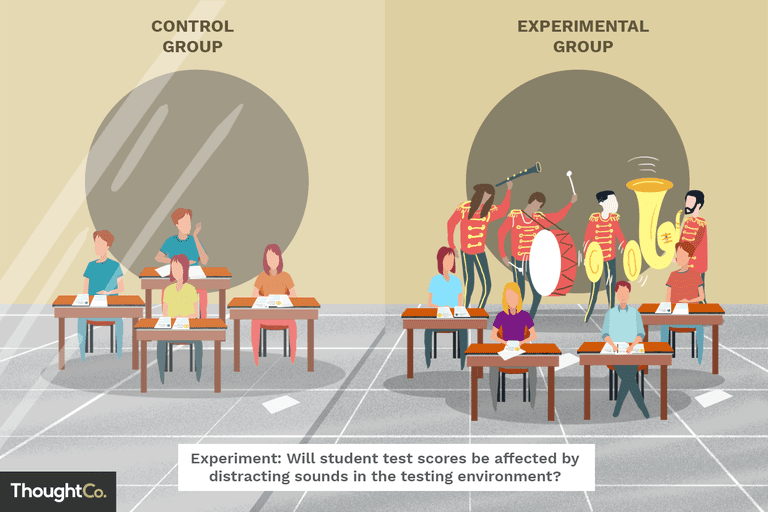 CONTROL
GROUP
EXPERIMENTAL
GROUP
Experiment: Will student test scores be affected by
distracting sounds in the testing environment?
ThoughtCo.